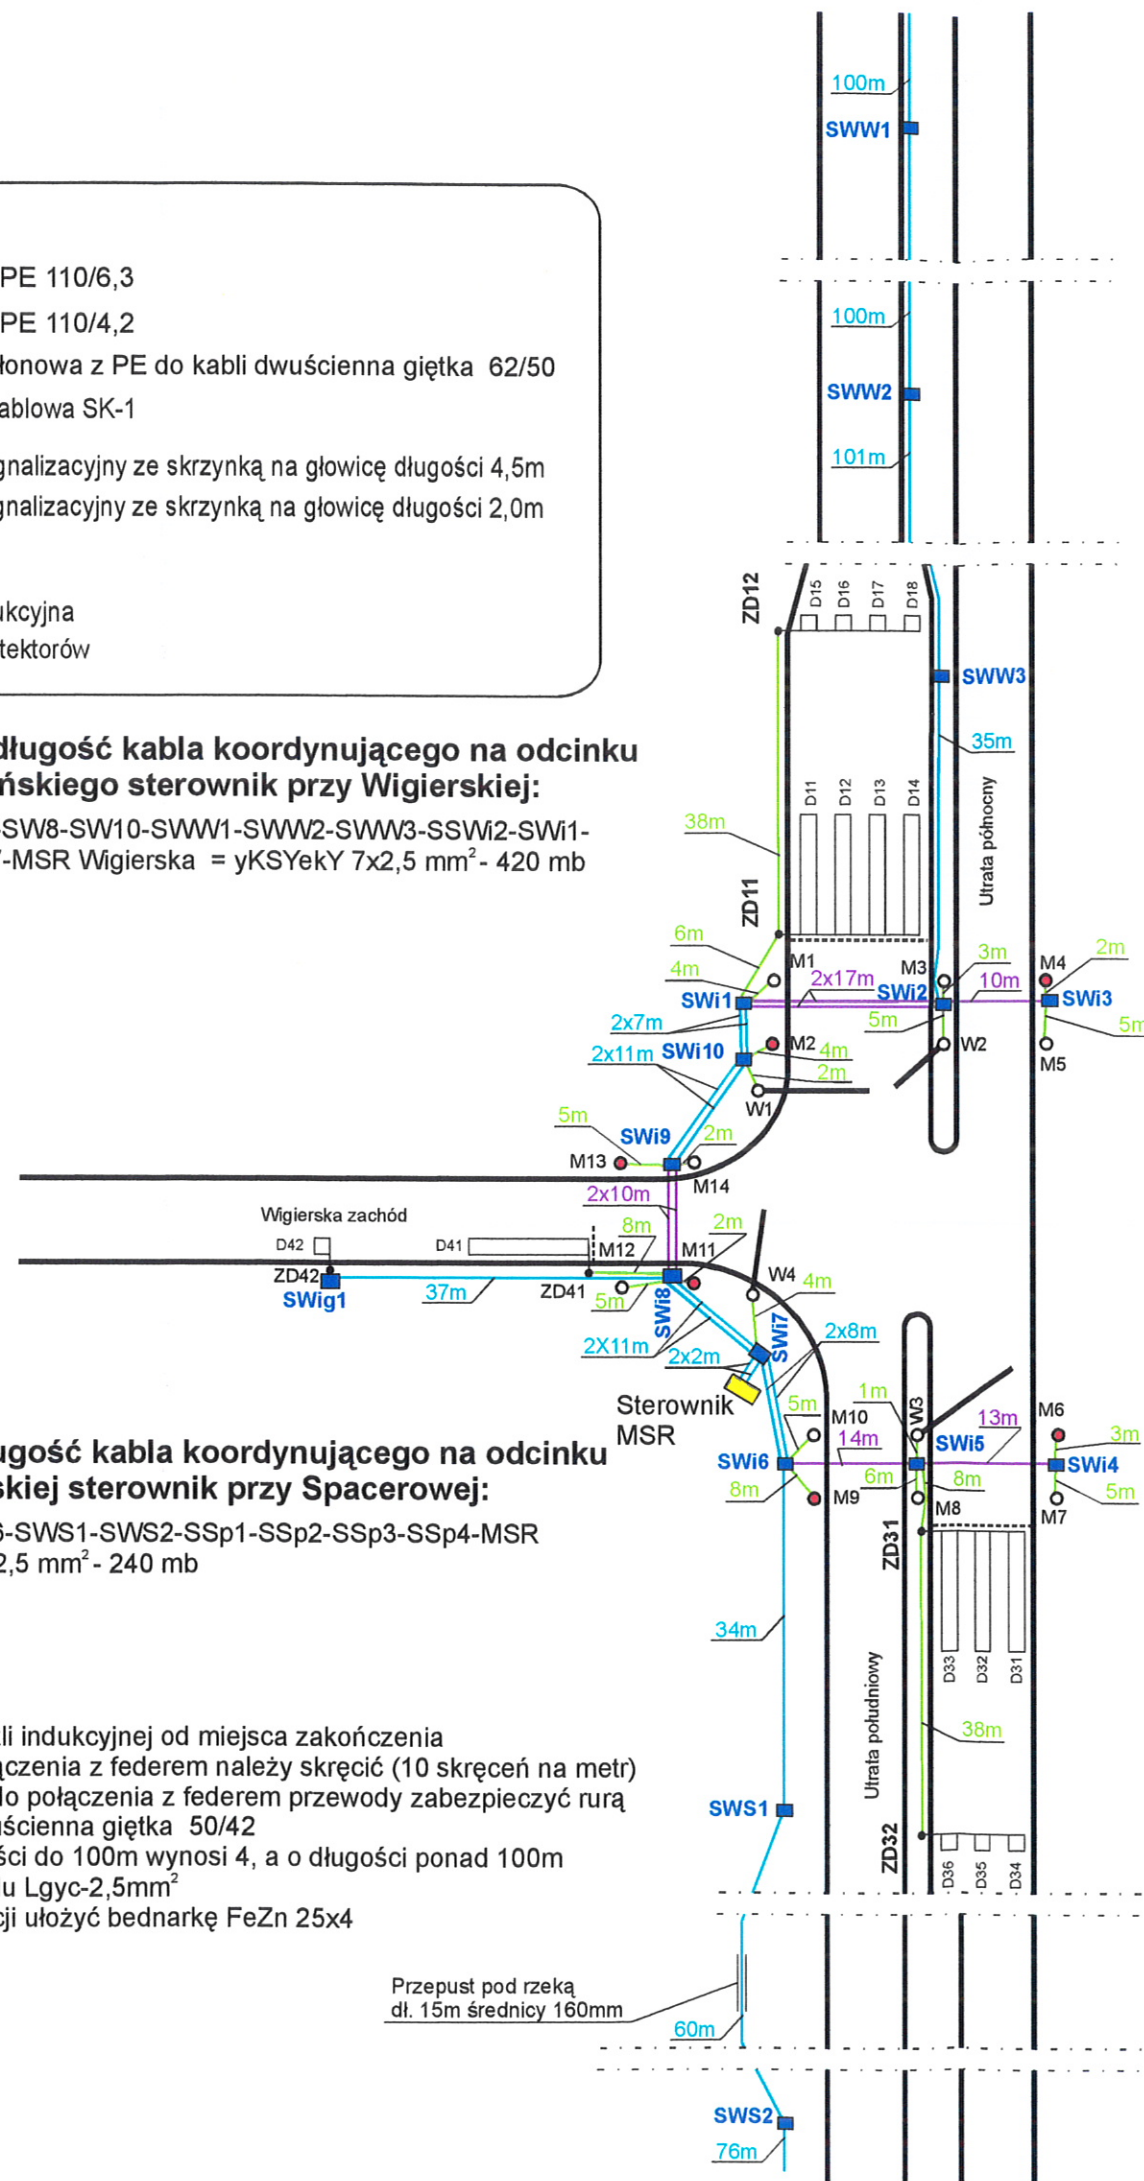 100m
SWW1
PE 110/6,3
100m
PE 110/4,2
łonowa z PE do kabli dwuścienna giętka 62/50
SWW2
ablowa SK-1
101m
gnalizacyjny ze skrzynką na głowicę długości 4,5m
gnalizacyjny ze skrzynką na głowicę długości 2,0m
ZD12
D15
D16
D17
D18
ukcyjna
tektorów
SWW3
35m
długość kabla koordynującego na odcinku
ńskiego sterownik przy Wigierskiej:
-SW8-SW10-SWW1-SWW2-SWW3-SSWi2-SWi1-
-MSR Wigierska = yKSYekY 7x2,5 mm² - 420 mb
D11
D12
D13
D14
Utrata północny
38m
ZD11
6m
4m
M1
2x17m
M3
3m
M4
2m
SWi1
SWi2
10m
SWi3
2x7m
5m
5m
2x11m
SWi10
M2
4m
W2
M5
2m
W1
5m
SWi9
2m
M13
M14
2x10m
Wigierska zachód
8m
2m
D42
D41
M12
M11
W4
ZD42
ZD41
4m
SWig1
37m
5m
SWi8
SWi7
2x8m
2X11m
2x2m
Sterownik
MSR
1m
W3
5m
M10
13m
M6
14m
SWi5
3m
SWi6
SWi4
8m
6m
8m
5m
M9
M8
M7
ugość kabla koordynującego na odcinku
skiej sterownik przy Spacerowej:
6-SWS1-SWS2-SSp1-SSp2-SSp3-SSp4-MSR
2,5 mm² - 240 mb
ZD31
34m
D33
D32
D31
Utrata południowy
38m
tli indukcyjnej od miejsca zakończenia
ączenia z federem należy skręcić (10 skręceń na metr)
do połączenia z federem przewody zabezpieczyć rurą
uścienna giętka 50/42
ści do 100m wynosi 4, a o długości ponad 100m
iu Lgyc-2,5mm²
cji ułożyć bednarkę FeZn 25x4
SWS1
ZD32
D36
D35
D34
Przepust pod rzeką
dł. 15m średnicy 160mm
60m
SWS2
76m